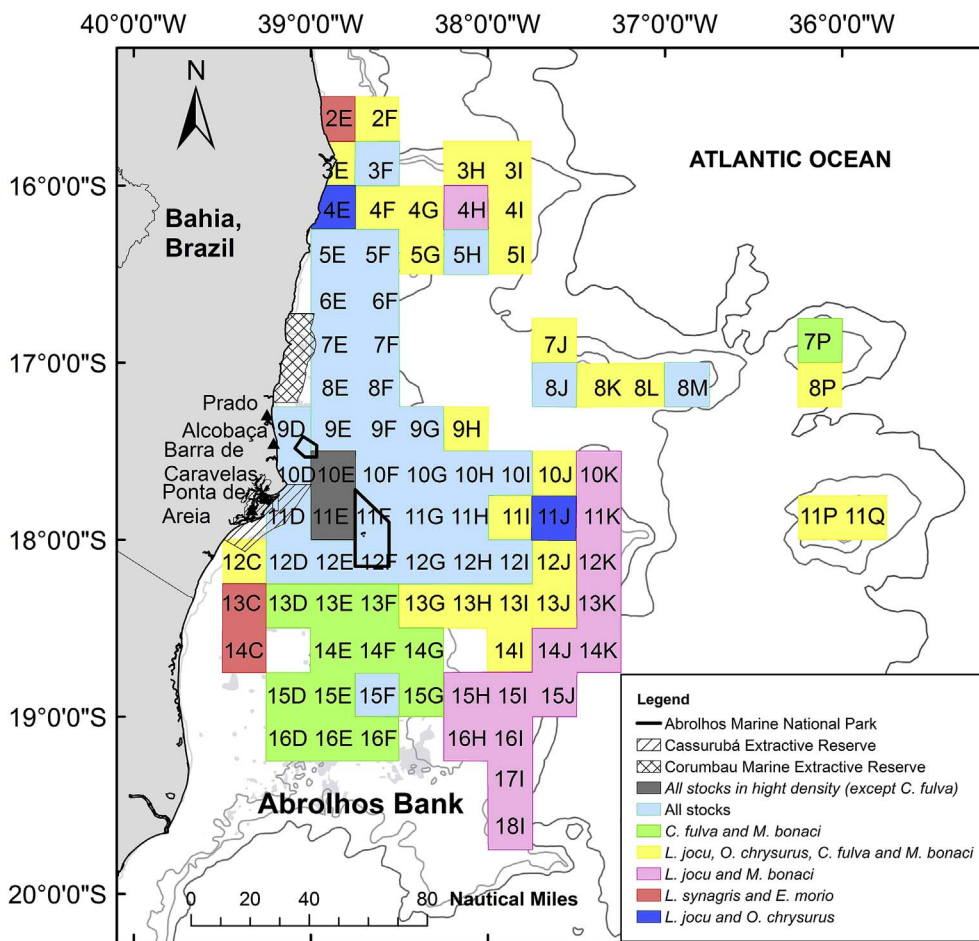 40°0'0"W 39°0'0"W 38°0'0"W 37°0'0"W 36°0'0"W
N
2E 2F
ATLANTIC OCEAN
3E 3F 3H 3I
16°0'0"S
Bahia,
Brazil
4E 4F 4G 4H 4I
5E 5F 5G 5H 5I
6E 6F
7E 7F 7J 7P
17°0'0"S
8E 8F 8J 8K 8L 8M 8P
Prado
Alcobaça
9D 9E 9F 9G 9H
Barra de
Caravelas
10D 10E 10F 10G 10H 10I 10J 10K
Ponta de
Areia
11D 11E 11F 11G 11H 11I 11J 11K 11P 11Q
18°0'0"S
12C 12D 12E 12F 12G 12H 12I 12J 12K
13C 13D 13E 13F 13G 13H 13I 13J 13K
14C 14E 14F 14G 14I 14J 14K
15D 15E 15F 15G 15H 15I 15J
19°0'0"S
16D 16E 16F 16H 16I
17I
18I
Abrolhos Bank
20°0'0"S
0 20 40 80 Nautical Miles
Legend
Abrolhos Marine National Park
Cassurubá Extractive Reserve
Corumbau Marine Extractive Reserve
All stocks in hight density (except C. fulva)
All stocks
C. fulva and M. bonaci
L. jocu, O. chrysurus, C. fulva and M. bonaci
L. jocu and M. bonaci
L. synagris and E. morio
L. jocu and O. chrysurus